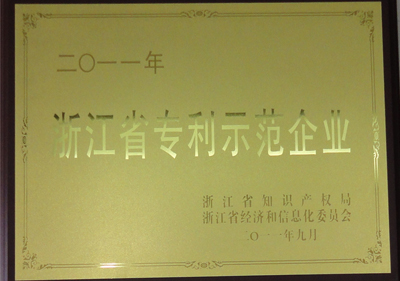 二〇一一年
浙江省专利示范企业
浙江省知识产权局
浙江省经济和信息化委员会
二〇一一年九月